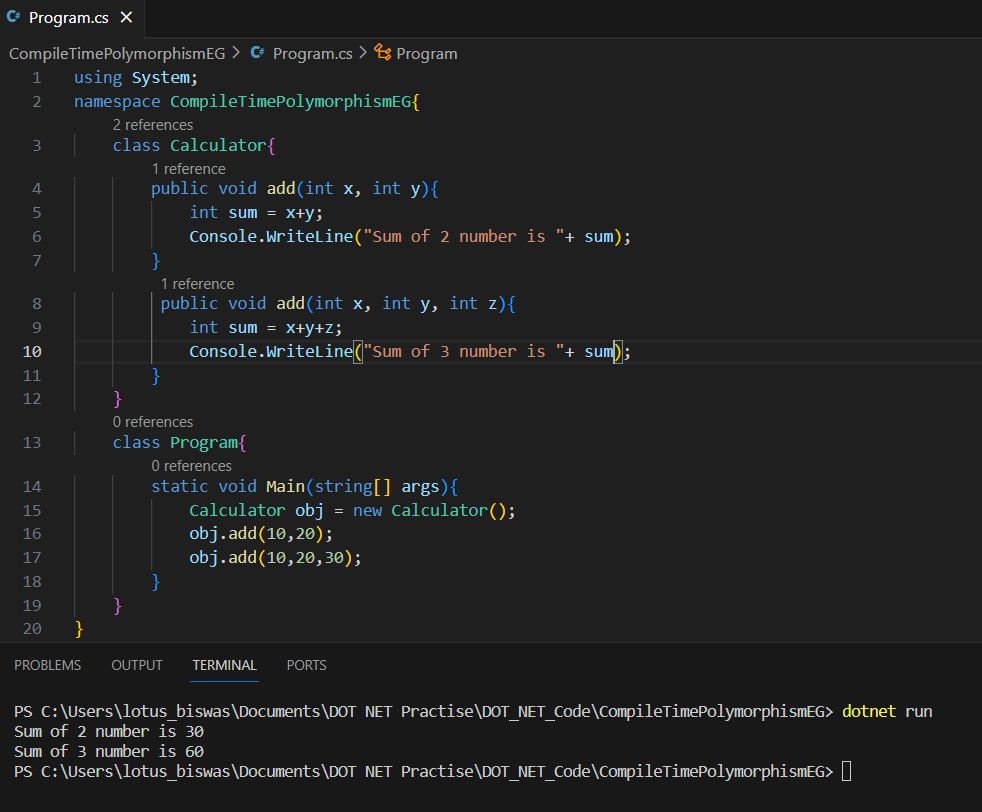 Program.cs
CompileTimePolymorphismEG > Program.cs > Program
1 using System;
2 namespace CompileTimePolymorphismEG{
2 references
3 class Calculator{
1 reference
4 public void add(int x, int y){
5 int sum = x+y;
6 Console.WriteLine("Sum of 2 number is "+ sum);
7 }
1 reference
8 public void add(int x, int y, int z){
9 int sum = x+y+z;
10 Console.WriteLine("Sum of 3 number is "+ sum);
11 }
12 }
0 references
13 class Program{
0 references
14 static void Main(string[] args){
15 Calculator obj = new Calculator();
16 obj.add(10,20);
17 obj.add(10,20,30);
18 }
19 }
20 }
PROBLEMS OUTPUT TERMINAL PORTS
PS C:\Users\lotus_biswas\Documents\DOT NET Practise\DOT_NET_Code\CompileTimePolymorphismEG> dotnet run
Sum of 2 number is 30
Sum of 3 number is 60
PS C:\Users\lotus_biswas\Documents\DOT NET Practise\DOT_NET_Code\CompileTimePolymorphismEG>